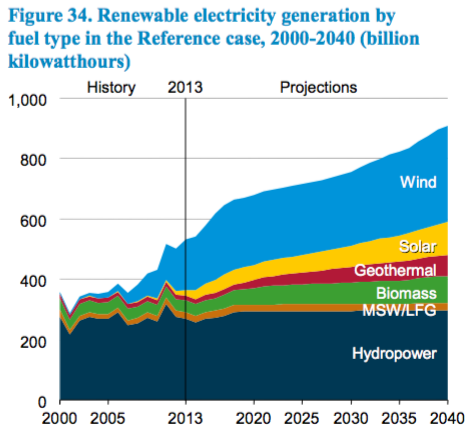 Figure 34. Renewable electricity generation by
fuel type in the Reference case, 2000-2040 (billion
kilowatthours)
History 2013 Projections
1,000
800
600
400
200
0
Wind
Solar
Geothermal
Biomass
MSW/LFG
Hydropower
2000 2005 2013 2020 2025 2030 2035 2040